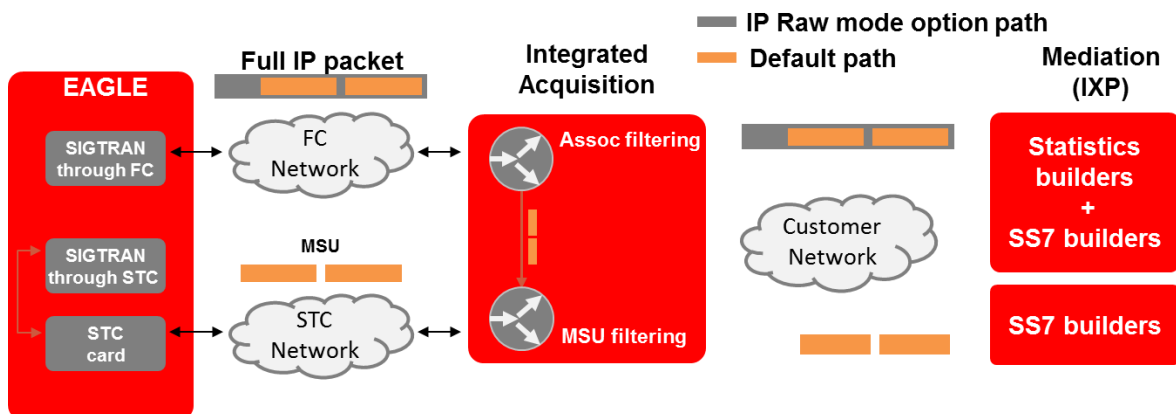 IP Raw mode option path
Default path
Full IP packet
Integrated
Acquisition
Mediation
(IXP)
EAGLE
SIGTRAN
through FC
FC
Network
Assoc filtering
Statistics
builders
+
SS7 builders
Customer
Network
SIGTRAN
through STC
MSU
STC
card
STC
Network
MSU filtering
SS7 builders